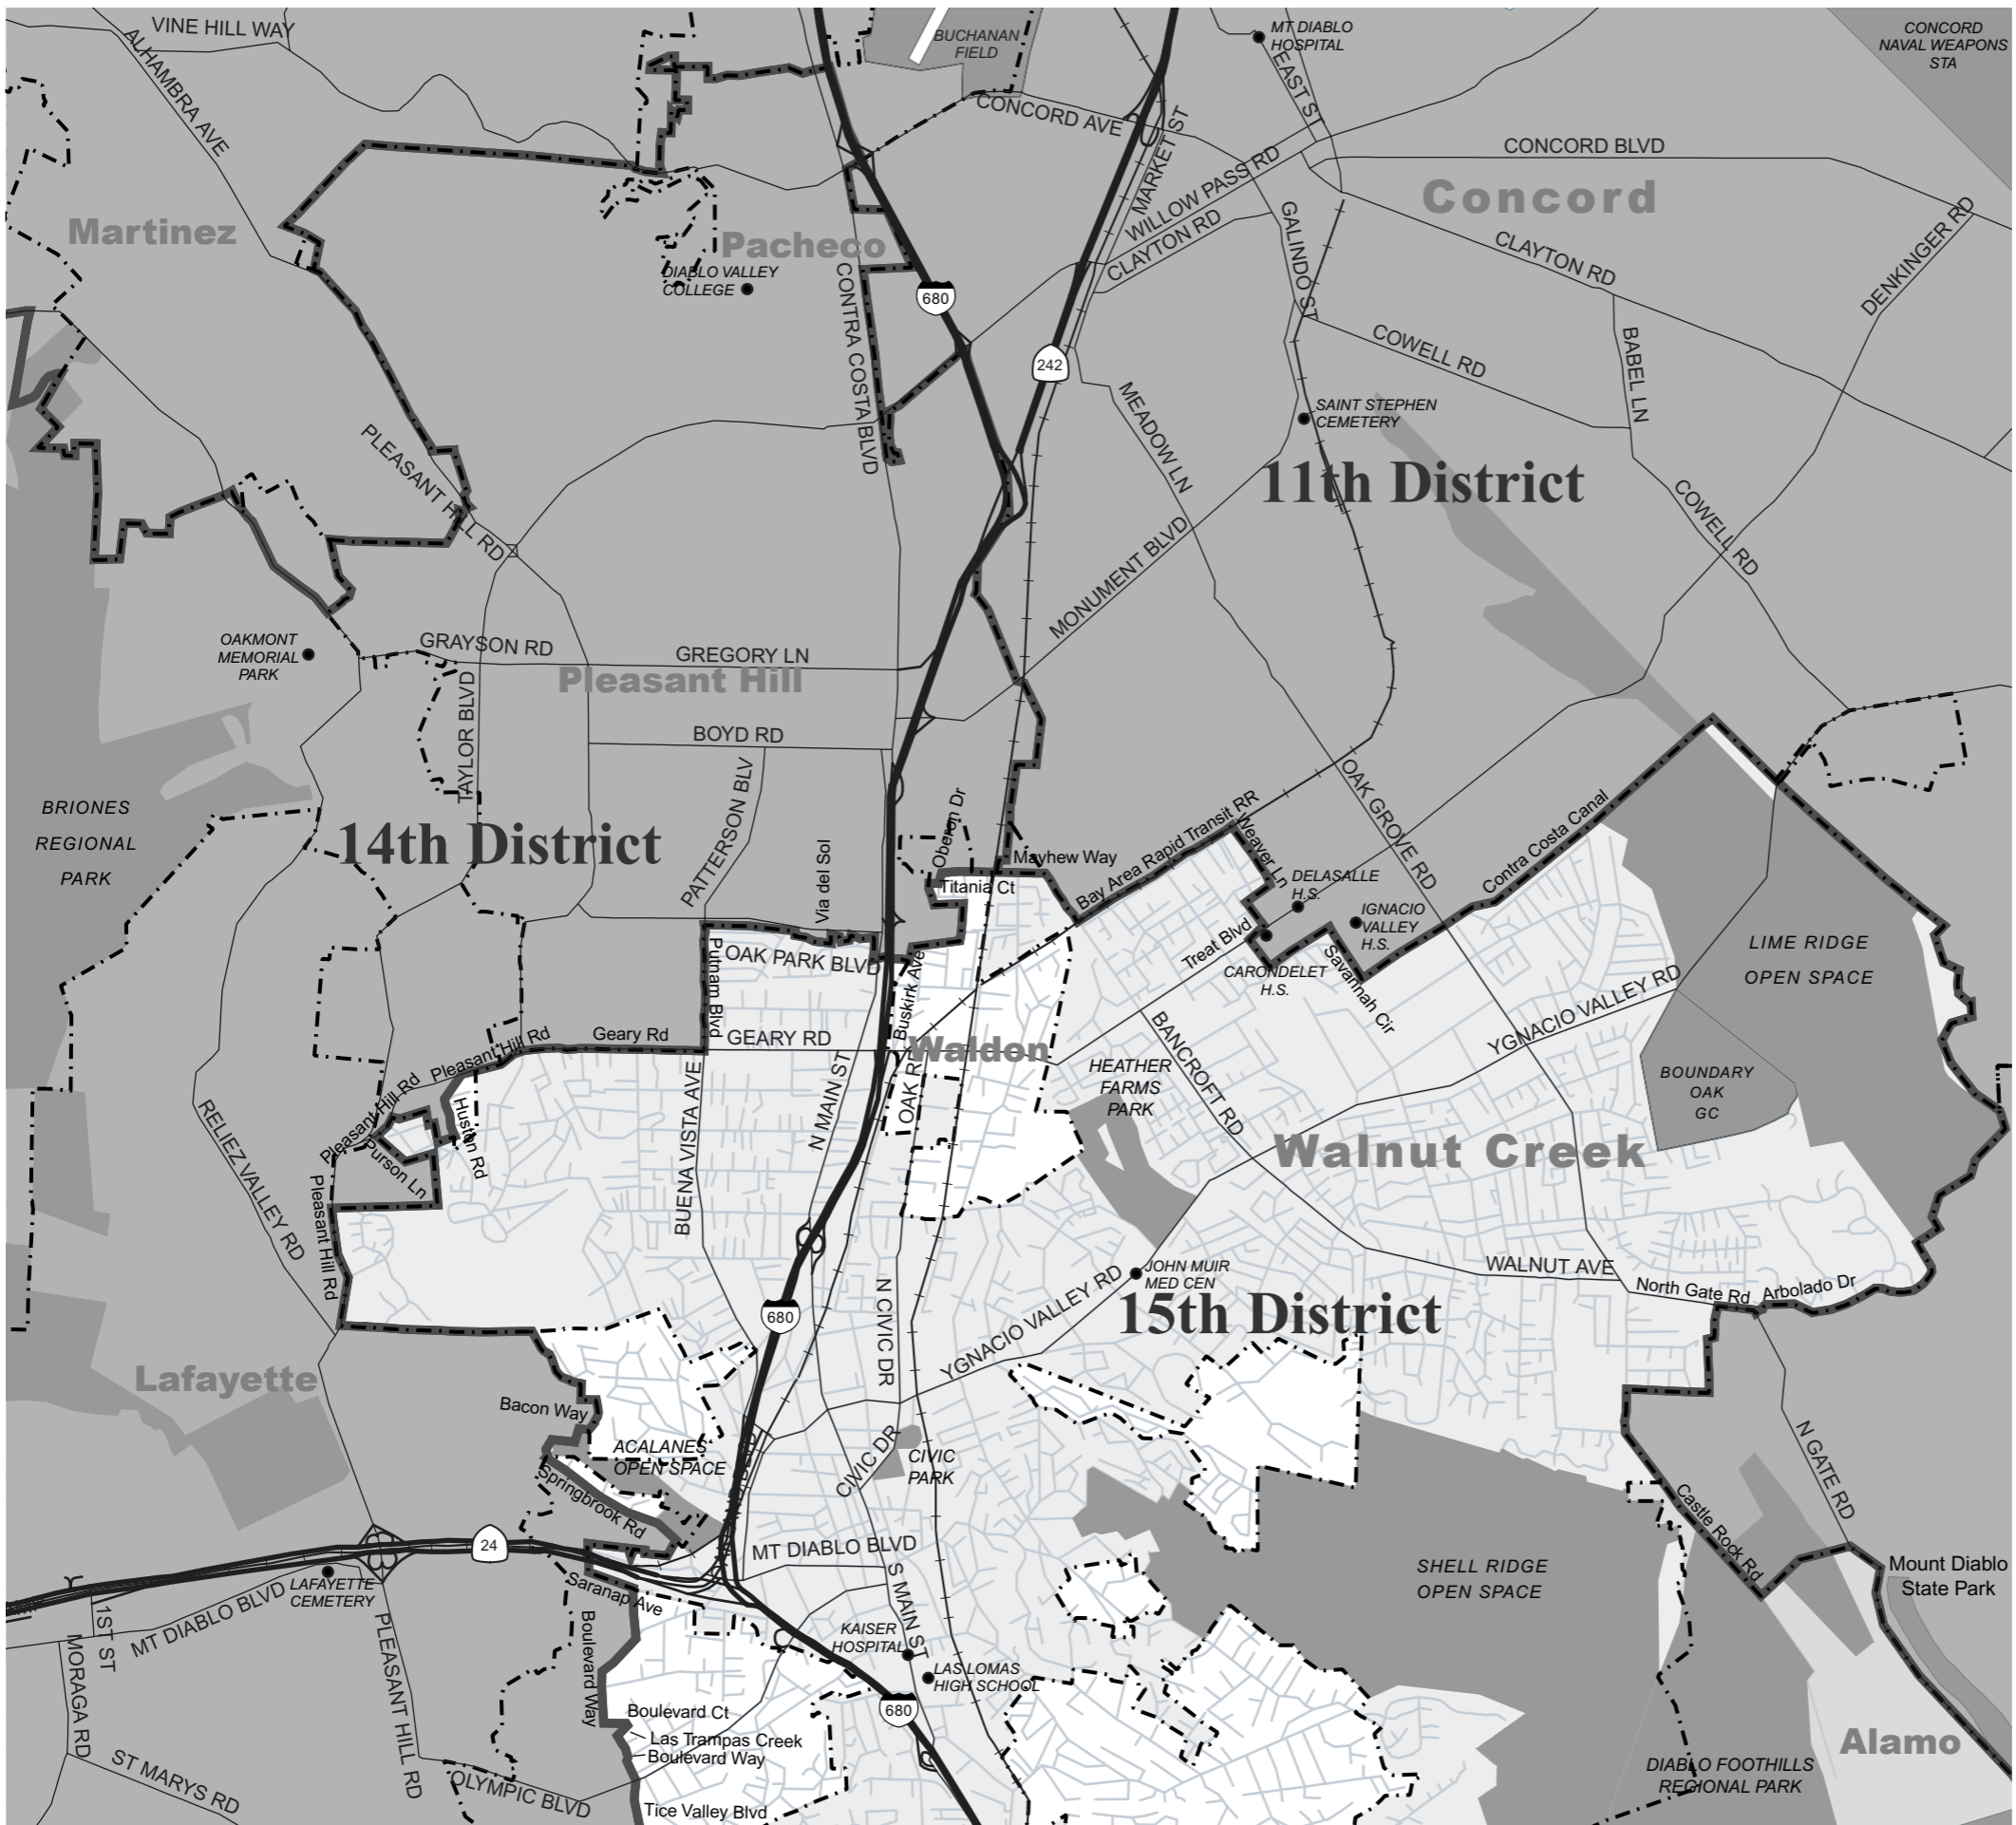 VINE HILL WAY
ALHAMBRA AVE
BUCHANAN
FIELD
MT DIABLO
HOSPITAL
EAST ST
CONCORD
NAVAL WEAPONS
STA
CONCORD AVE
MARKET ST
CONCORD BLVD
WILLOW PASS RD
CLAYTON RD
Concord
Martinez
Pacheco
DIABLO VALLEY
COLLEGE
CONTRA COSTA BLVD
680
242
GALINDO ST
CLAYTON RD
DENKINGER RD
COWELL RD
BABEL LN
MEADOW LN
SAINT STEPHEN
CEMETERY
11th District
PLEASANT HILL RD
COWELL RD
MONUMENT BLVD
OAKMONT
MEMORIAL
PARK
GRAYSON RD
GREGORY LN
Pleasant Hill
TAYLOR BLVD
BOYD RD
PATTERSON BLV
BRIONES
REGIONAL
PARK
14th District
Via del Sol
Oberon Dr
Titania Ct
Mayhew Way
Bay Area Rapid Transit RR
Weaver Ln
OAK GROVE RD
Contra Costa Canal
DELASALLE
H.S.
IGNACIO
VALLEY
H.S.
Treat Blvd
CARONDELET
H.S.
Savannah Cir
LIME RIDGE
OPEN SPACE
OAK PARK BLVD
Putnam Blvd
Buskirk Ave
YGNACIO VALLEY RD
Geary Rd
GEARY RD
Pleasant Hill Rd
Waldon
BANCROFT RD
HEATHER
FARMS
PARK
BOUNDARY
OAK
GC
Pleasant Hill Rd
Huston Rd
Purson Ln
RELIEZ VALLEY RD
Pleasant Hill Rd
BUENA VISTA AVE
N MAIN ST
OAK R
Walnut Creek
WALNUT AVE
North Gate Rd
Arbolado Dr
JOHN MUIR
MED CEN
15th District
680
N CIVIC DR
YGNACIO VALLEY RD
Lafayette
Bacon Way
ACALANES
OPEN SPACE
Springbrook Rd
CIVIC DR
CIVIC
PARK
N GATE RD
Castle Rock Rd
24
MT DIABLO BLVD
LAFAYETTE
CEMETERY
Saranap Ave
S MAIN ST
SHELL RIDGE
OPEN SPACE
Mount Diablo
State Park
1ST ST
MT DIABLO BLVD
MORAGA RD
PLEASANT HILL RD
Boulevard Way
KAISER
HOSPITAL
LAS LOMAS
HIGH SCHOOL
680
Boulevard Ct
Las Trampas Creek
Boulevard Way
Alamo
DIABLO FOOTHILLS
REGIONAL PARK
ST MARYS RD
OLYMPIC BLVD
Tice Valley Blvd